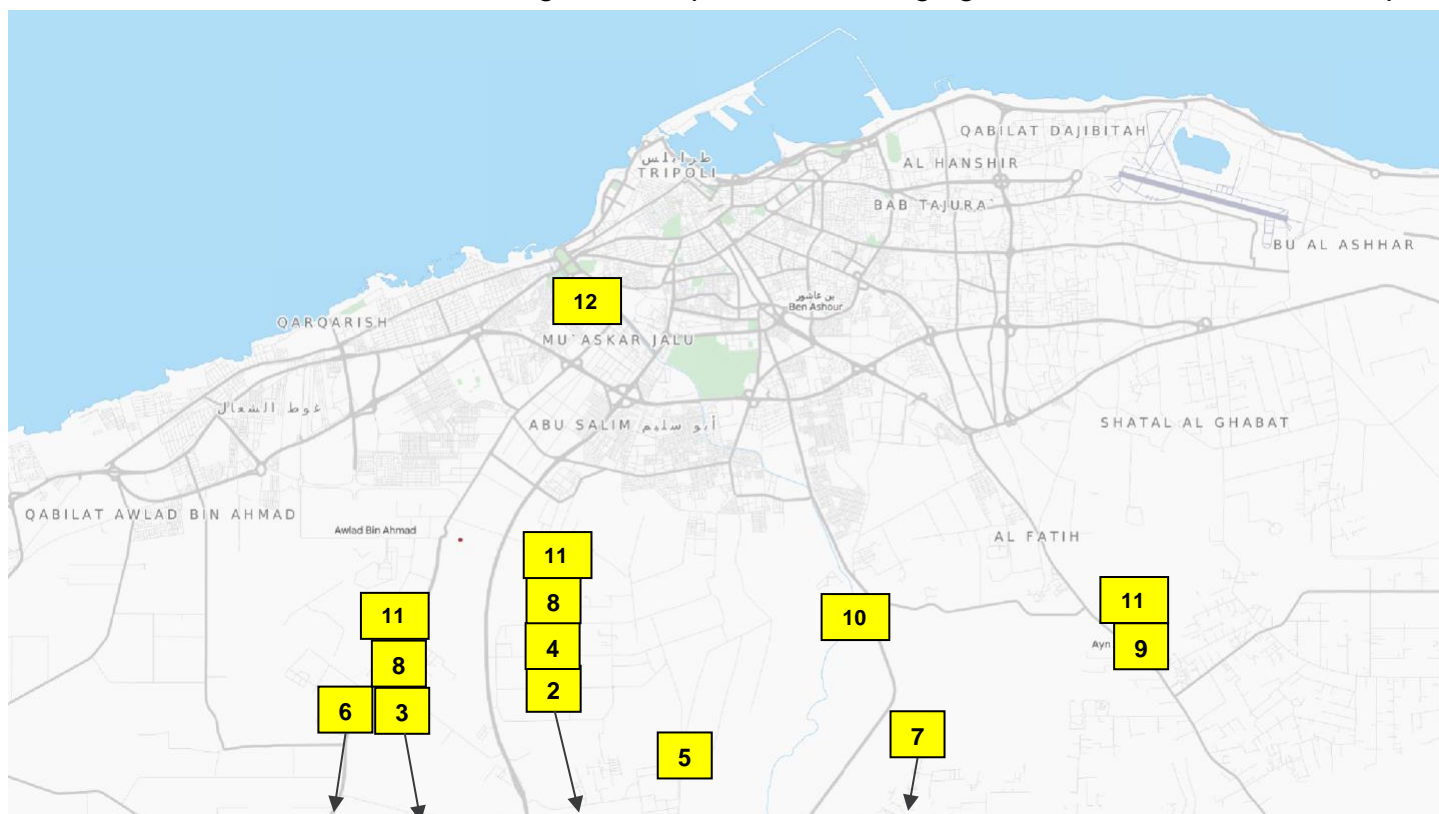 QABILAT DAJIBITAH
طرابلس
TRIPOLI
AL HANSHIR
BAB TAJURA`
BU AL ASHHAR
12
بن عاشور
Ben Ashour
QARQARISH
MU`ASKAR JALU
غوط الشعال
ABU SALIM أبو سليم
SHATAL AL GHABAT
QABILAT AWLAD BIN AHMAD
Awlad Bin Ahmad
AL FATIH
11
8
4
2
11
8
3
6
5
10
7
11
Ayn
9